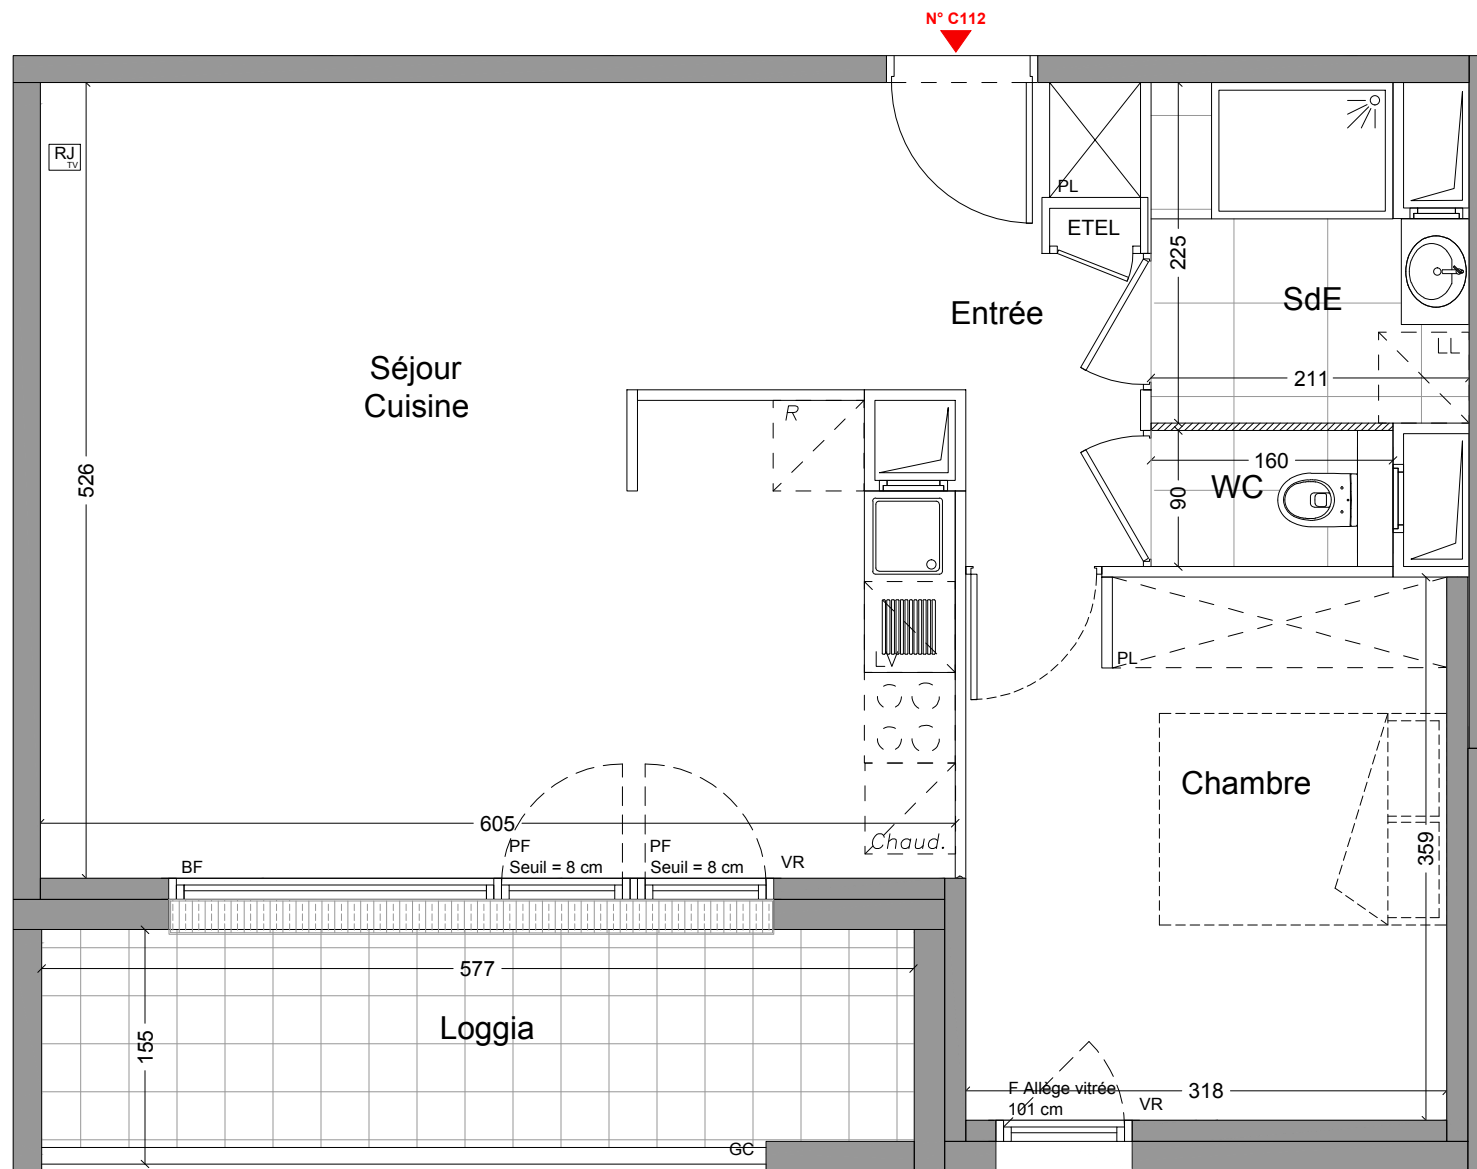 N° C112
RJ
TV
PL
ETEL
225
SdE
Entrée
LL
211
Séjour
Cuisine
R
526
160
WC
90
LV
PL
Chambre
605
Chaud.
359
PF
Seuil = 8 cm
PF
Seuil = 8 cm
VR
BF
577
Loggia
155
F Allège vitrée
101 cm
318
VR
GC